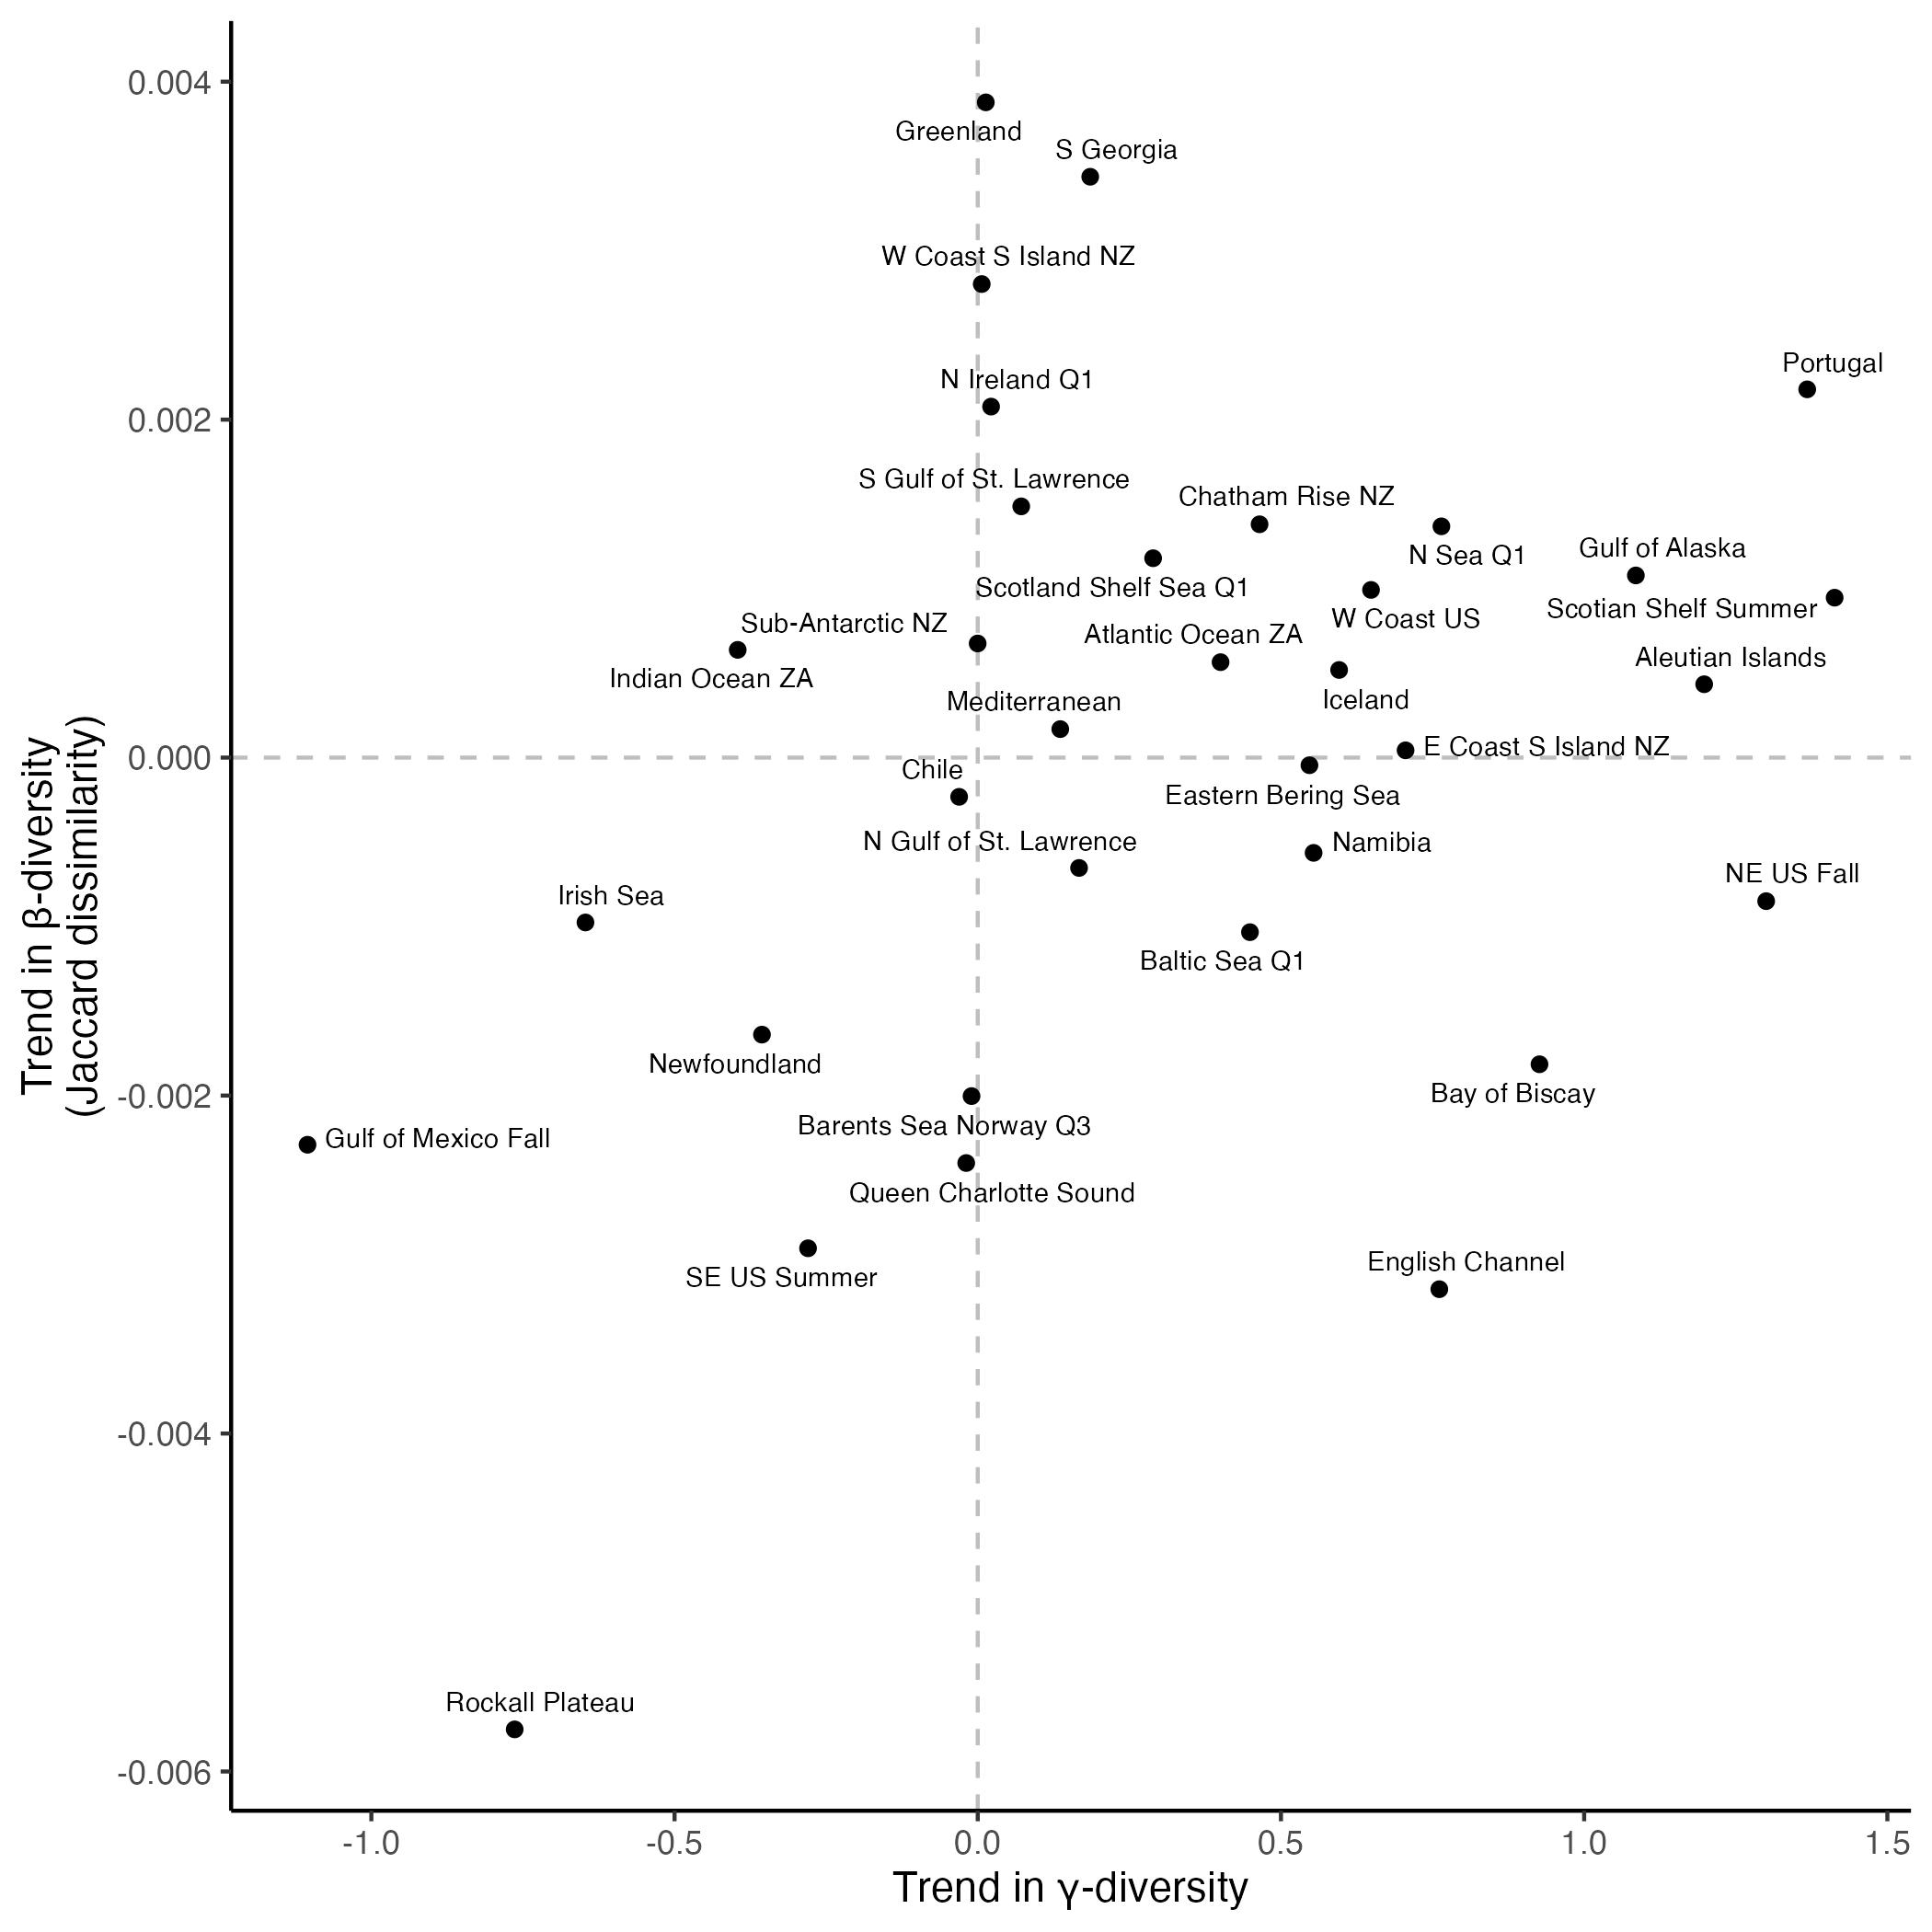 0.004
Greenland
S Georgia
W Coast S Island NZ
Portugal
N Ireland Q1
0.002
S Gulf of St. Lawrence
Chatham Rise NZ
N Sea Q1
Gulf of Alaska
Scotland Shelf Sea Q1
Scotian Shelf Summer
W Coast US
Sub-Antarctic NZ
Atlantic Ocean ZA
Aleutian Islands
Indian Ocean ZA
Iceland
Mediterranean
E Coast S Island NZ
0.000
Chile
Eastern Bering Sea
N Gulf of St. Lawrence
Namibia
NE US Fall
Irish Sea
Baltic Sea Q1
Newfoundland
Bay of Biscay
-0.002
Barents Sea Norway Q3
Gulf of Mexico Fall
Queen Charlotte Sound
English Channel
SE US Summer
-0.004
Rockall Plateau
-0.006
-1.0
-0.5
0.0
0.5
1.0
1.5
Trend in γ-diversity
Trend in β-diversity
(Jaccard dissimilarity)